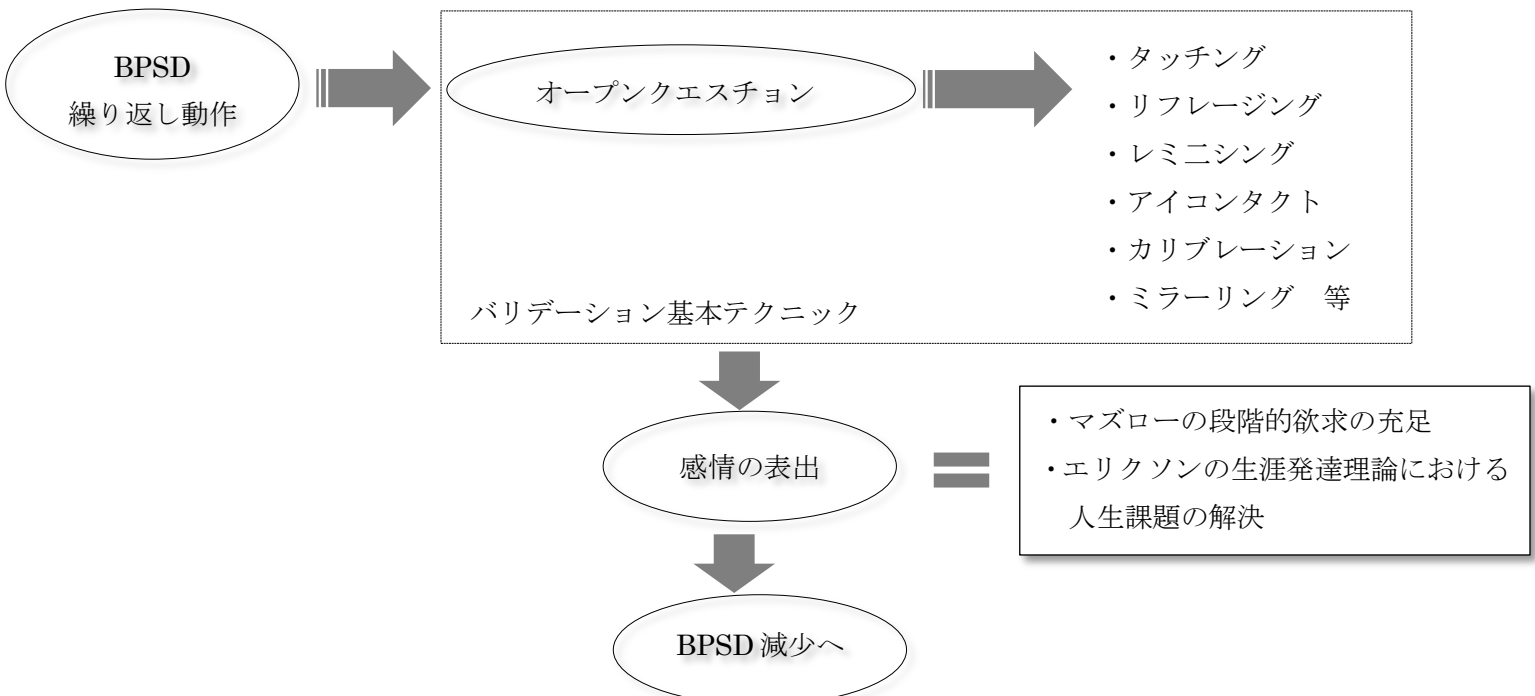 BPSD
繰り返し動作
オープンクエスチョン
・タッチング
・リフレージング
・レミニシング
・アイコンタクト
・カリブレーション
・ミラーリング　等
バリデーション基本テクニック
感情の表出
・マズローの段階的欲求の充足
・エリクソンの生涯発達理論における
人生課題の解決
BPSD 減少へ